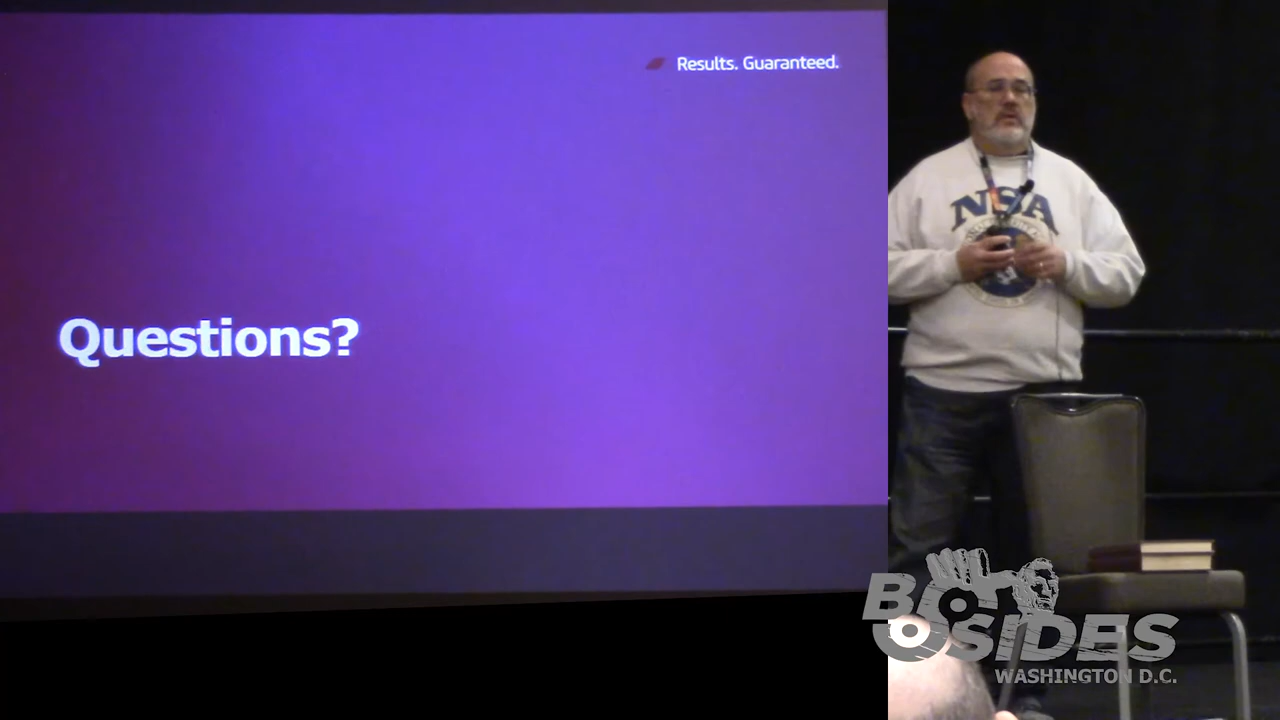 Results. Guaranteed.
Questions?
NSA
BSIDES
WASHINGTON D.C.